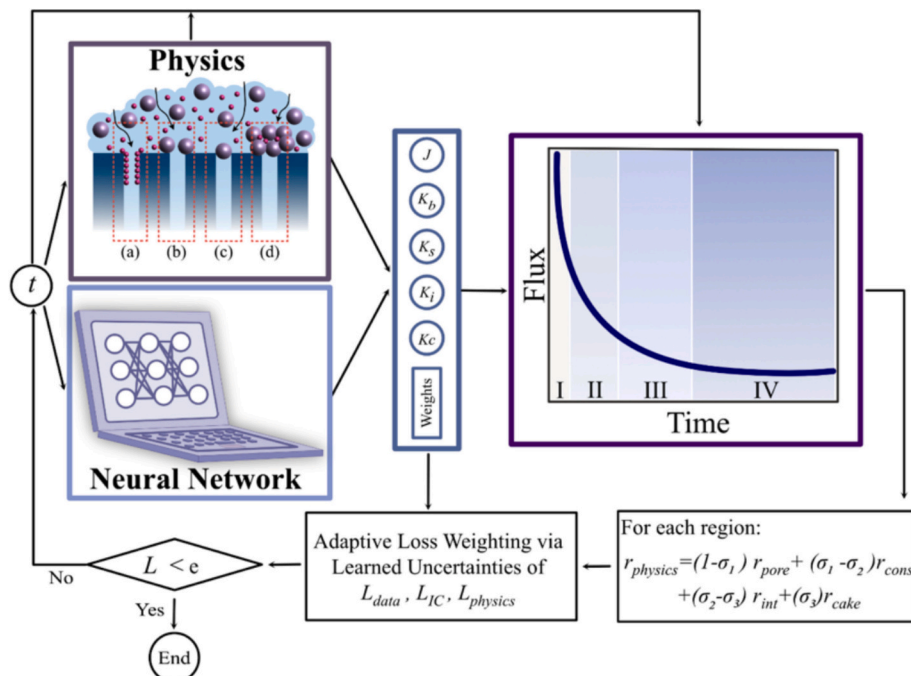 Physics
(a) (b) (c) (d)
t
Neural Network
J
K_b
K_s
K_i
Kc
Weights
Flux
I II III IV
Time
For each region:
r_physics=(1-σ_1) r_pore+ (σ_1 -σ_2)r_cons
+(σ_2-σ_3) r_int+(σ_3)r_cake
Adaptive Loss Weighting via
Learned Uncertainties of
L_data , L_IC , L_physics
L < e
No
Yes
End